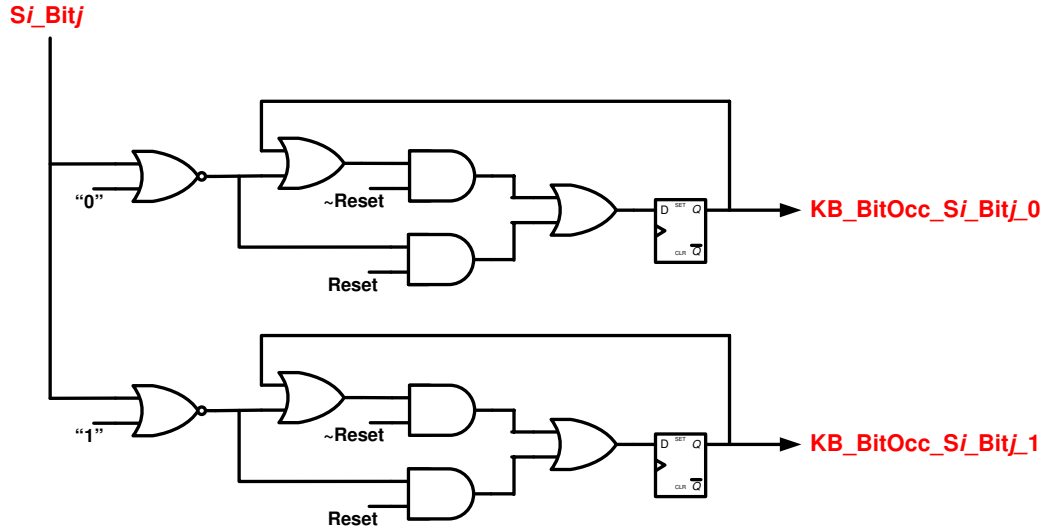 Si_Bitj
“0”
~Reset
Reset
D SET Q
CLR Q
KB_BitOcc_Si_Bitj_0
“1”
~Reset
Reset
D SET Q
CLR Q
KB_BitOcc_Si_Bitj_1